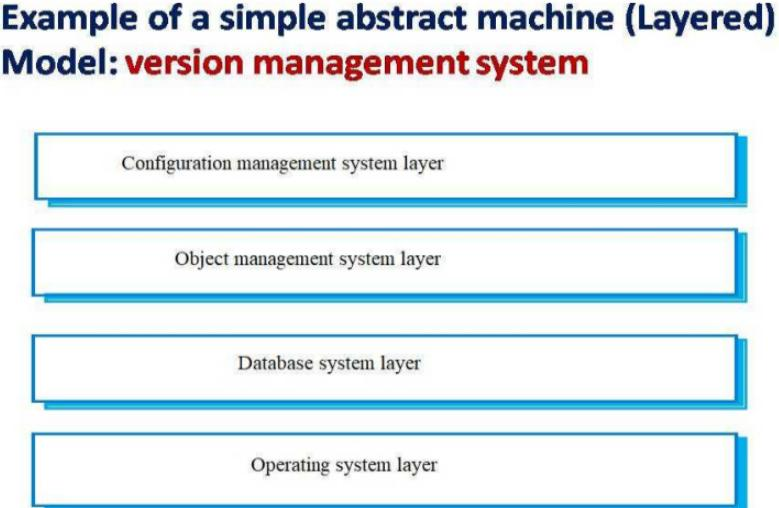 Example of a simple abstract machine (Layered)
Model: version management system
Configuration management system layer
Object management system layer
Database system layer
Operating system layer